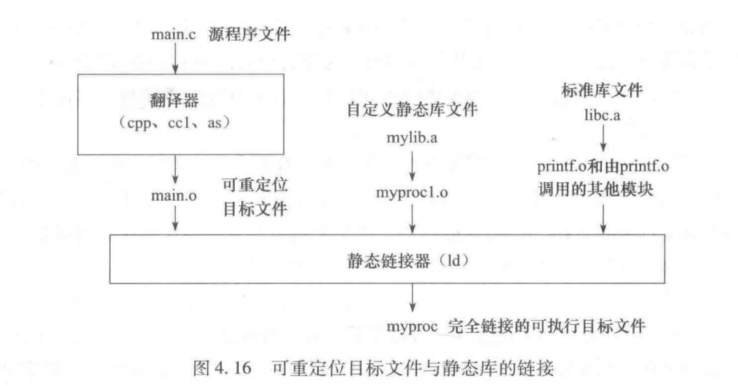 main.c 源程序文件
翻译器
（cpp、cc1、as）
自定义静态库文件
mylib.a
标准库文件
libc.a
main.o
可重定位
目标文件
myproc1.o
printf.o和由printf.o
调用的其他模块
静态链接器（ld）
myproc 完全链接的可执行目标文件
图 4.16 可重定位目标文件与静态库的链接